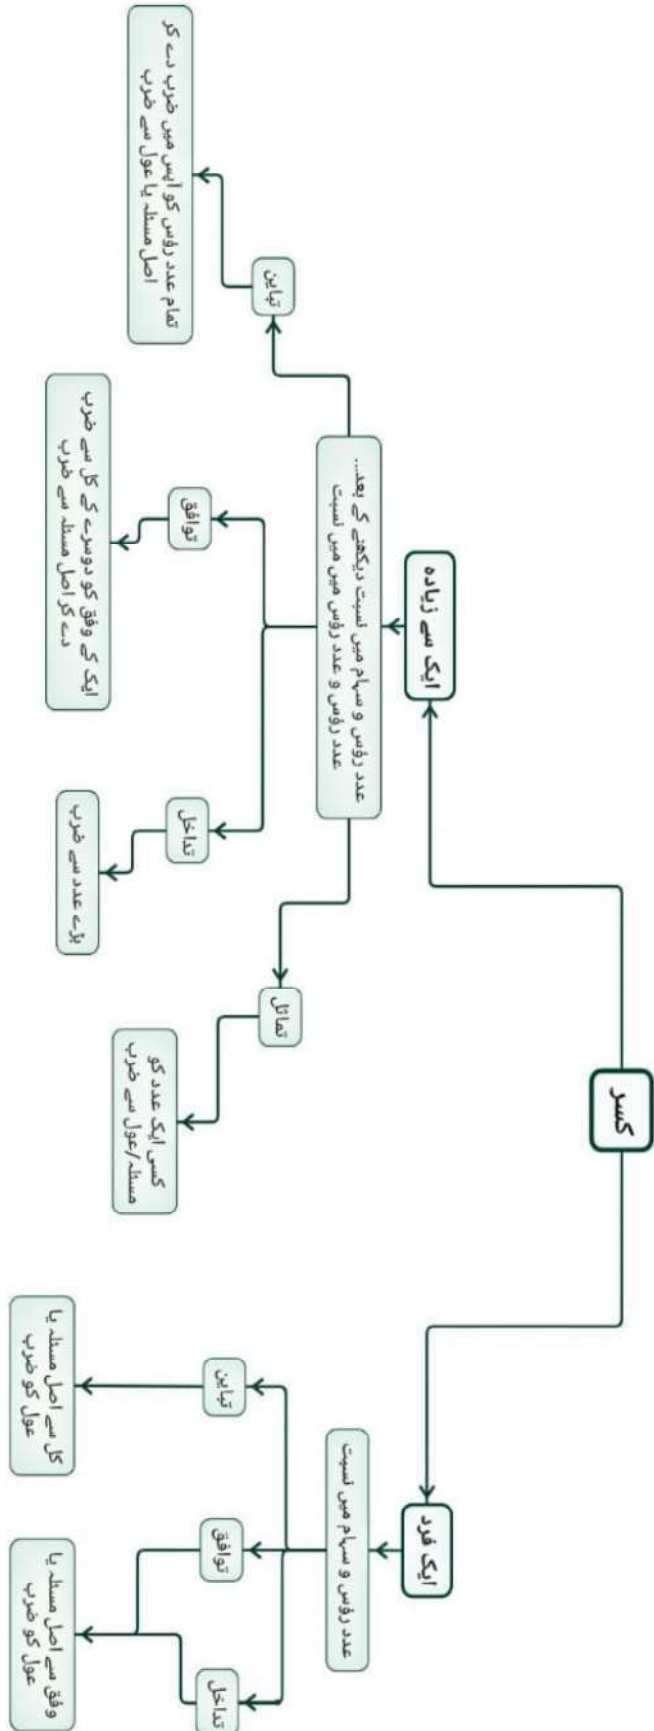 کسر
ایک فرد
عدد رؤس و سہام میں نسبت
تداخل
توافق
تباین
وفق سے اصل مسئلہ یا
عول کو ضرب
کل سے اصل مسئلہ یا
عول کو ضرب
ایک سے زیادہ
عدد رؤس و سہام میں نسبت دیکھنے کے بعد...
عدد رؤس و عدد رؤس میں میں نسبت
تماثل
کسی ایک عدد کو
مسئلہ/عول سے ضرب
تداخل
بڑے عدد سے ضرب
توافق
ایک کے وفق کو دوسرے کے کل سے ضرب
دے کر اصل مسئلہ سے ضرب
تباین
تمام عدد رؤس کو آپس میں ضرب دے کر
اصل مسئلہ یا عول سے ضرب